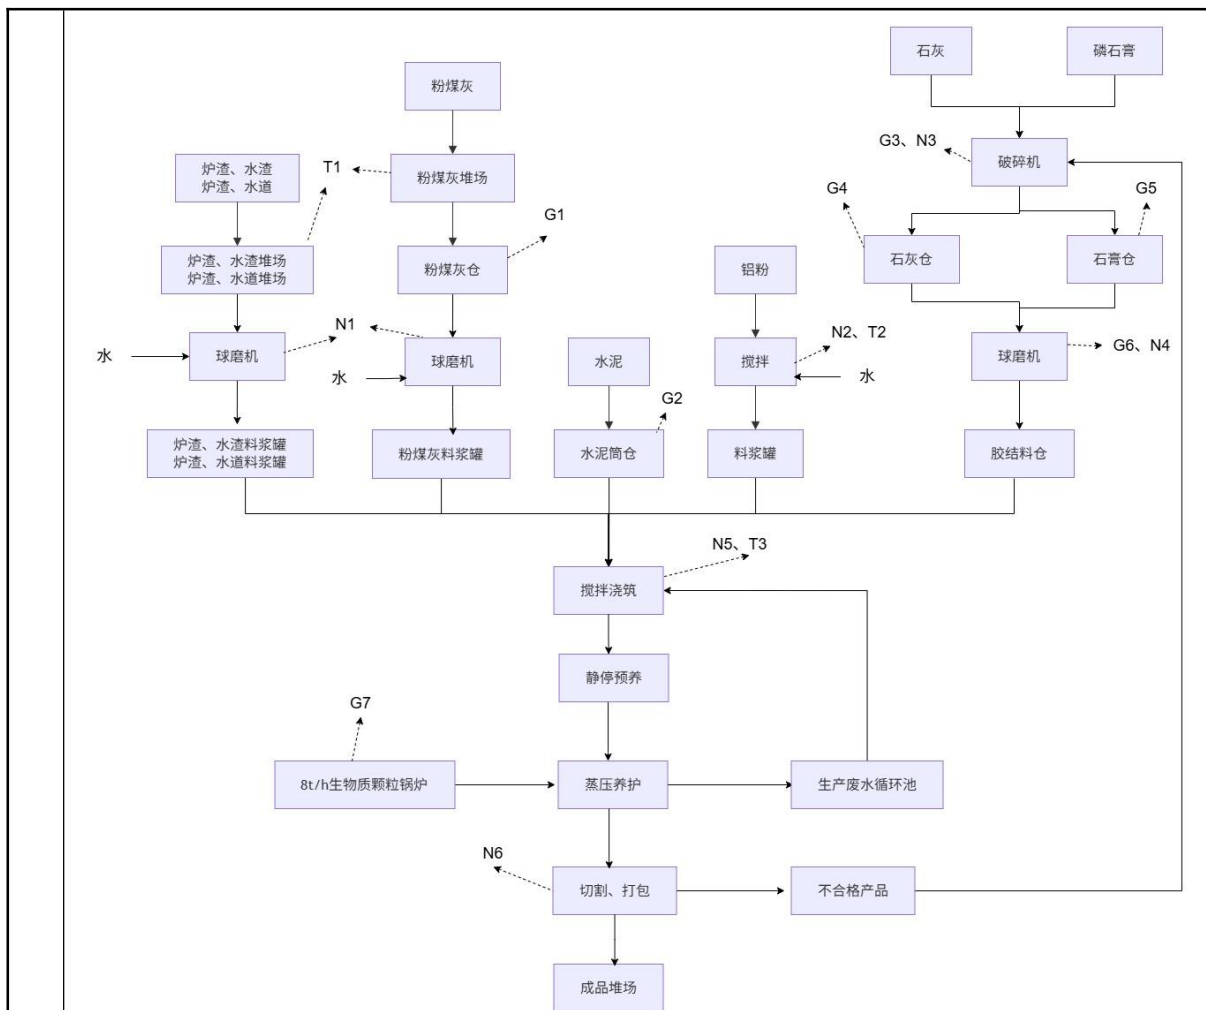 石灰
磷石膏
粉煤灰
G3、N3
破碎机
炉渣、水渣
炉渣、水道
T1
粉煤灰堆场
G4
G5
G1
炉渣、水渣堆场
炉渣、水道堆场
粉煤灰仓
铝粉
石灰仓
石膏仓
N1
N2、T2
水
球磨机
水
球磨机
水泥
搅拌
水
球磨机
G6、N4
G2
炉渣、水渣料浆罐
炉渣、水道料浆罐
粉煤灰料浆罐
水泥筒仓
料浆罐
胶结料仓
N5、T3
搅拌浇筑
静停预养
G7
8t/h生物质颗粒锅炉
蒸压养护
生产废水循环池
N6
切割、打包
不合格产品
成品堆场